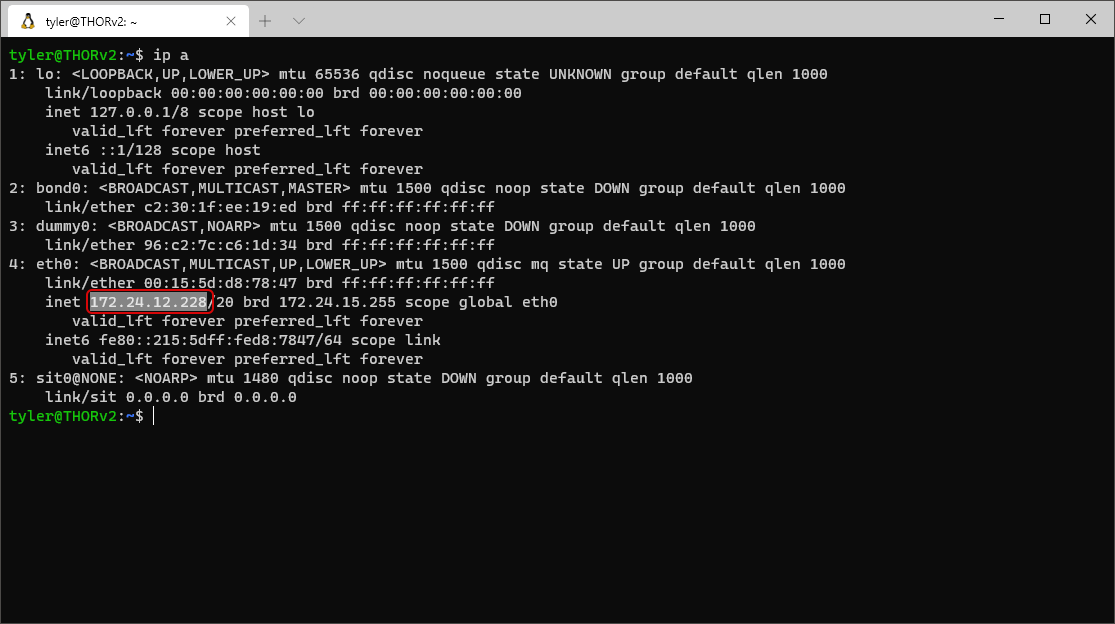 tyler@THORv2: ~
tyler@THORv2:~$ ip a
1: lo: <LOOPBACK,UP,LOWER_UP> mtu 65536 qdisc noqueue state UNKNOWN group default qlen 1000
    link/loopback 00:00:00:00:00:00 brd 00:00:00:00:00:00
    inet 127.0.0.1/8 scope host lo
       valid_lft forever preferred_lft forever
    inet6 ::1/128 scope host
       valid_lft forever preferred_lft forever
2: bond0: <BROADCAST,MULTICAST,MASTER> mtu 1500 qdisc noop state DOWN group default qlen 1000
    link/ether c2:30:1f:ee:19:ed brd ff:ff:ff:ff:ff:ff
3: dummy0: <BROADCAST,NOARP> mtu 1500 qdisc noop state DOWN group default qlen 1000
    link/ether 96:c2:7c:c6:1d:34 brd ff:ff:ff:ff:ff:ff
4: eth0: <BROADCAST,MULTICAST,UP,LOWER_UP> mtu 1500 qdisc mq state UP group default qlen 1000
    link/ether 00:15:5d:d8:78:47 brd ff:ff:ff:ff:ff:ff
    inet 172.24.12.228/20 brd 172.24.15.255 scope global eth0
       valid_lft forever preferred_lft forever
    inet6 fe80::215:5dff:fed8:7847/64 scope link
       valid_lft forever preferred_lft forever
5: sit0@NONE: <NOARP> mtu 1480 qdisc noop state DOWN group default qlen 1000
    link/sit 0.0.0.0 brd 0.0.0.0
tyler@THORv2:~$